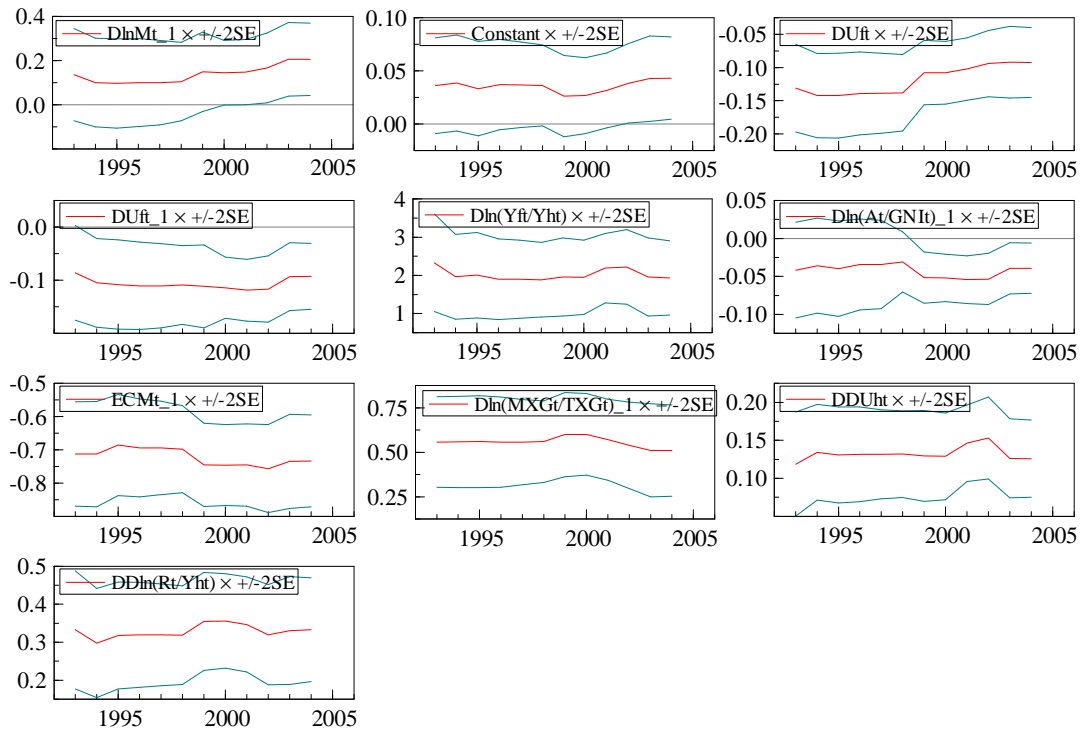 0.4
DlnMt_1 × +/-2SE
0.2
0.0
1995 2000 2005
0.10
Constant × +/-2SE
0.05
0.00
1995 2000 2005
-0.05
DUft × +/-2SE
-0.10
-0.15
-0.20
1995 2000 2005
0.0
DUft_1 × +/-2SE
-0.1
1995 2000 2005
4
Dln(Yft/Yht) × +/-2SE
3
2
1
1995 2000 2005
0.05
Dln(At/GNIt)_1 × +/-2SE
0.00
-0.05
-0.10
1995 2000 2005
-0.5
ECMt_1 × +/-2SE
-0.6
-0.7
-0.8
1995 2000 2005
Dln(MXGt/TXGt)_1 × +/-2SE
0.75
0.50
0.25
1995 2000 2005
0.20
DDUht × +/-2SE
0.15
0.10
1995 2000 2005
0.5
DDln(Rt/Yht) × +/-2SE
0.4
0.3
0.2
1995 2000 2005